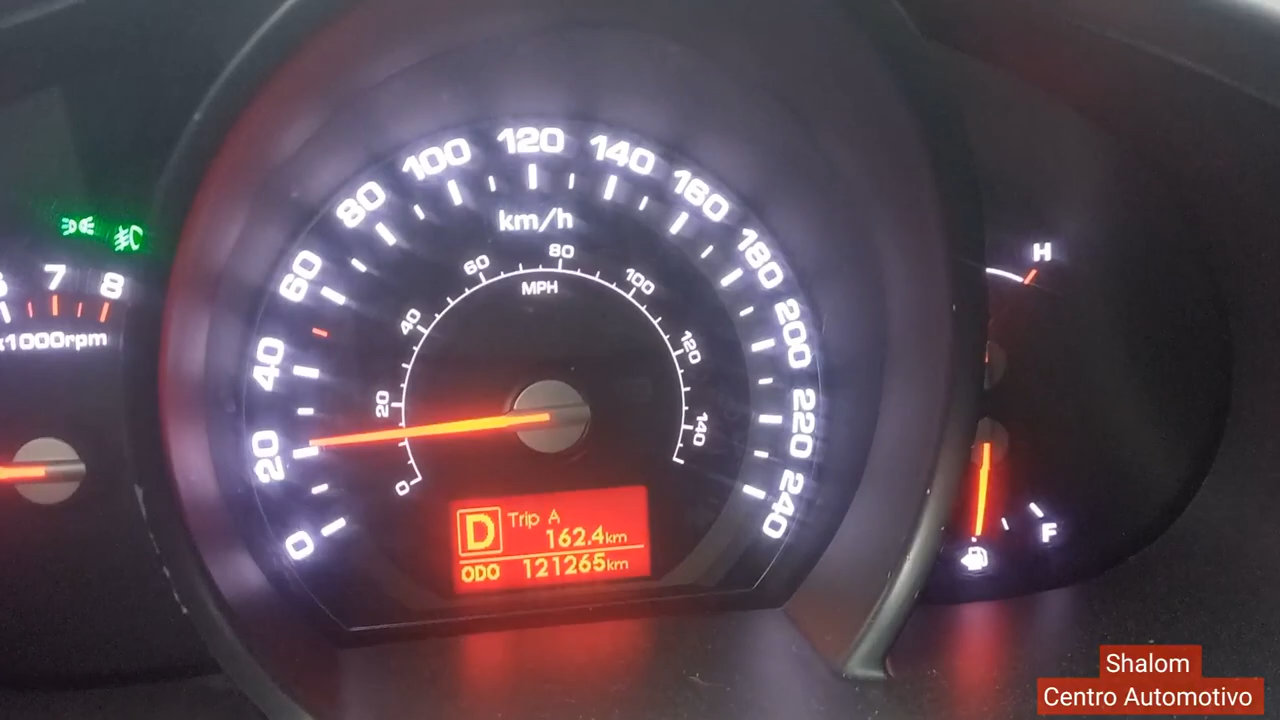 7
8
x1000rpm
0
20
40
60
80
100
120
140
160
180
200
220
240
km/h
0
20
40
60
80
100
120
140
MPH
D
Trip A
162.4km
ODO 121265km
H
F
Shalom
Centro Automotivo